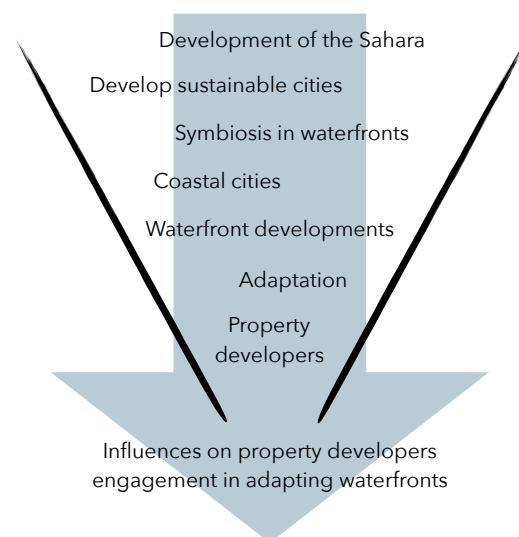 Development of the Sahara
Develop sustainable cities
Symbiosis in waterfronts
Coastal cities
Waterfront developments
Adaptation
Property
developers
Influences on property developers
engagement in adapting waterfronts